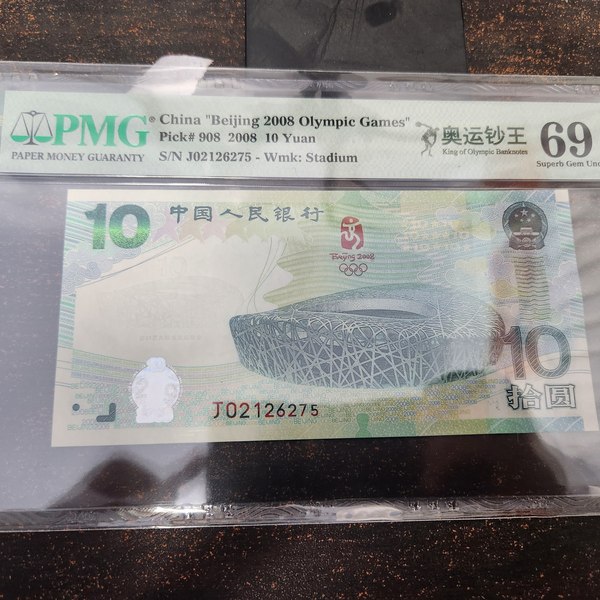 PMG®
PAPER MONEY GUARANTY
China "Beijing 2008 Olympic Games"
Pick# 908 2008 10 Yuan
S/N J02126275 - Wmk: Stadium
奥运钞王
King of Olympic Banknotes
69
Superb Gem Unc
10
中国人民银行
Beijing 2008
10
拾圆
J02126275
BEIJING